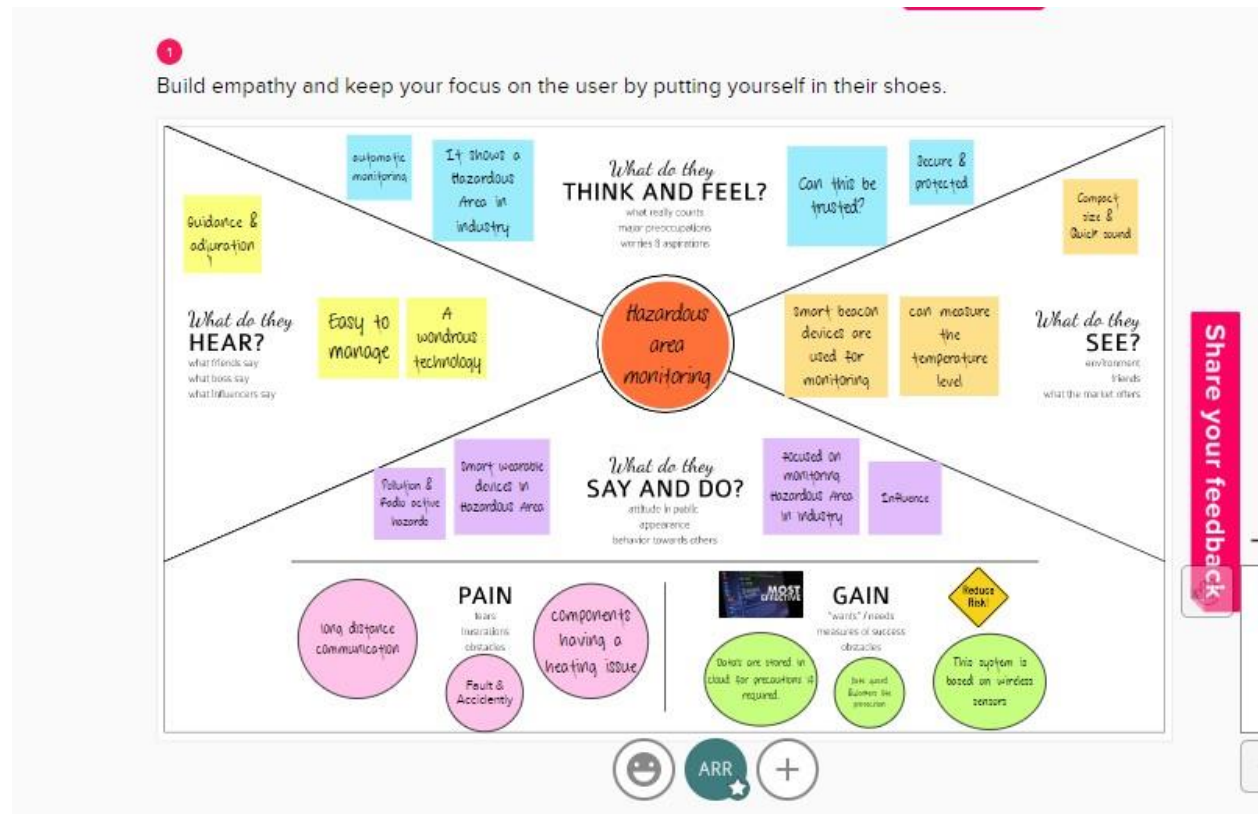 1
Build empathy and keep your focus on the user by putting yourself in their shoes.
automatic
monitoring
It shows a
Hazardous
Area in
industry
What do they
THINK AND FEEL?
what really counts
major preoccupations
worries & aspirations
Can this be
trusted?
Secure &
protected
Guidance &
adjuration
What do they
HEAR?
what friends say
what boss say
what influencers say
Easy to
manage
A
wondrous
technology
Hazardous
area
monitoring
Smart beacon
devices are
used for
monitoring
can measure
the
temperature
level
Compact
size &
Quick sound
What do they
SEE?
environment
friends
what the market offers
Pollution &
Radio active
hazards
Smart wearable
devices in
Hazardous Area
What do they
SAY AND DO?
attitude in public
appearance
behavior towards others
focused on
monitoring
Hazardous Area
in industry
Influence
PAIN
fears
frustrations
obstacles
long distance
communication
Fault &
Accidently
components
having a
heating issue
MOST
EFFECTIVE
GAIN
"wants" / needs
measures of success
obstacles
Reduce
Risk!
Data's are stored in
cloud for precautions if
required.
This system is
based on wireless
sensors
Share your feedback
ARR